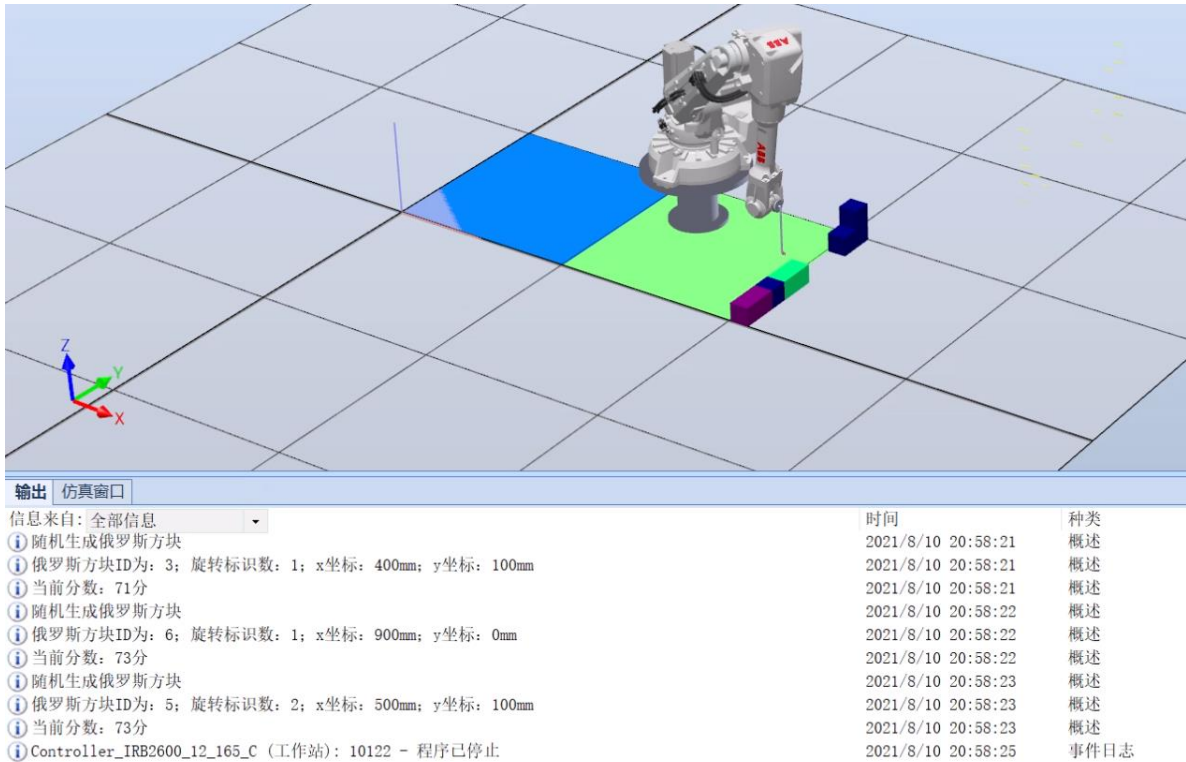 ABB
ABB
Z
Y
X
输出 仿真窗口
信息来自: 全部信息 时间 种类
随机生成俄罗斯方块 2021/8/10 20:58:21 概述
俄罗斯方块ID为: 3; 旋转标识数: 1; x坐标: 400mm; y坐标: 100mm 2021/8/10 20:58:21 概述
当前分数: 71分 2021/8/10 20:58:21 概述
随机生成俄罗斯方块 2021/8/10 20:58:22 概述
俄罗斯方块ID为: 6; 旋转标识数: 1; x坐标: 900mm; y坐标: 0mm 2021/8/10 20:58:22 概述
当前分数: 73分 2021/8/10 20:58:22 概述
随机生成俄罗斯方块 2021/8/10 20:58:23 概述
俄罗斯方块ID为: 5; 旋转标识数: 2; x坐标: 500mm; y坐标: 100mm 2021/8/10 20:58:23 概述
当前分数: 73分 2021/8/10 20:58:23 概述
Controller_IRB2600_12_165_C (工作站): 10122 - 程序已停止 2021/8/10 20:58:25 事件日志